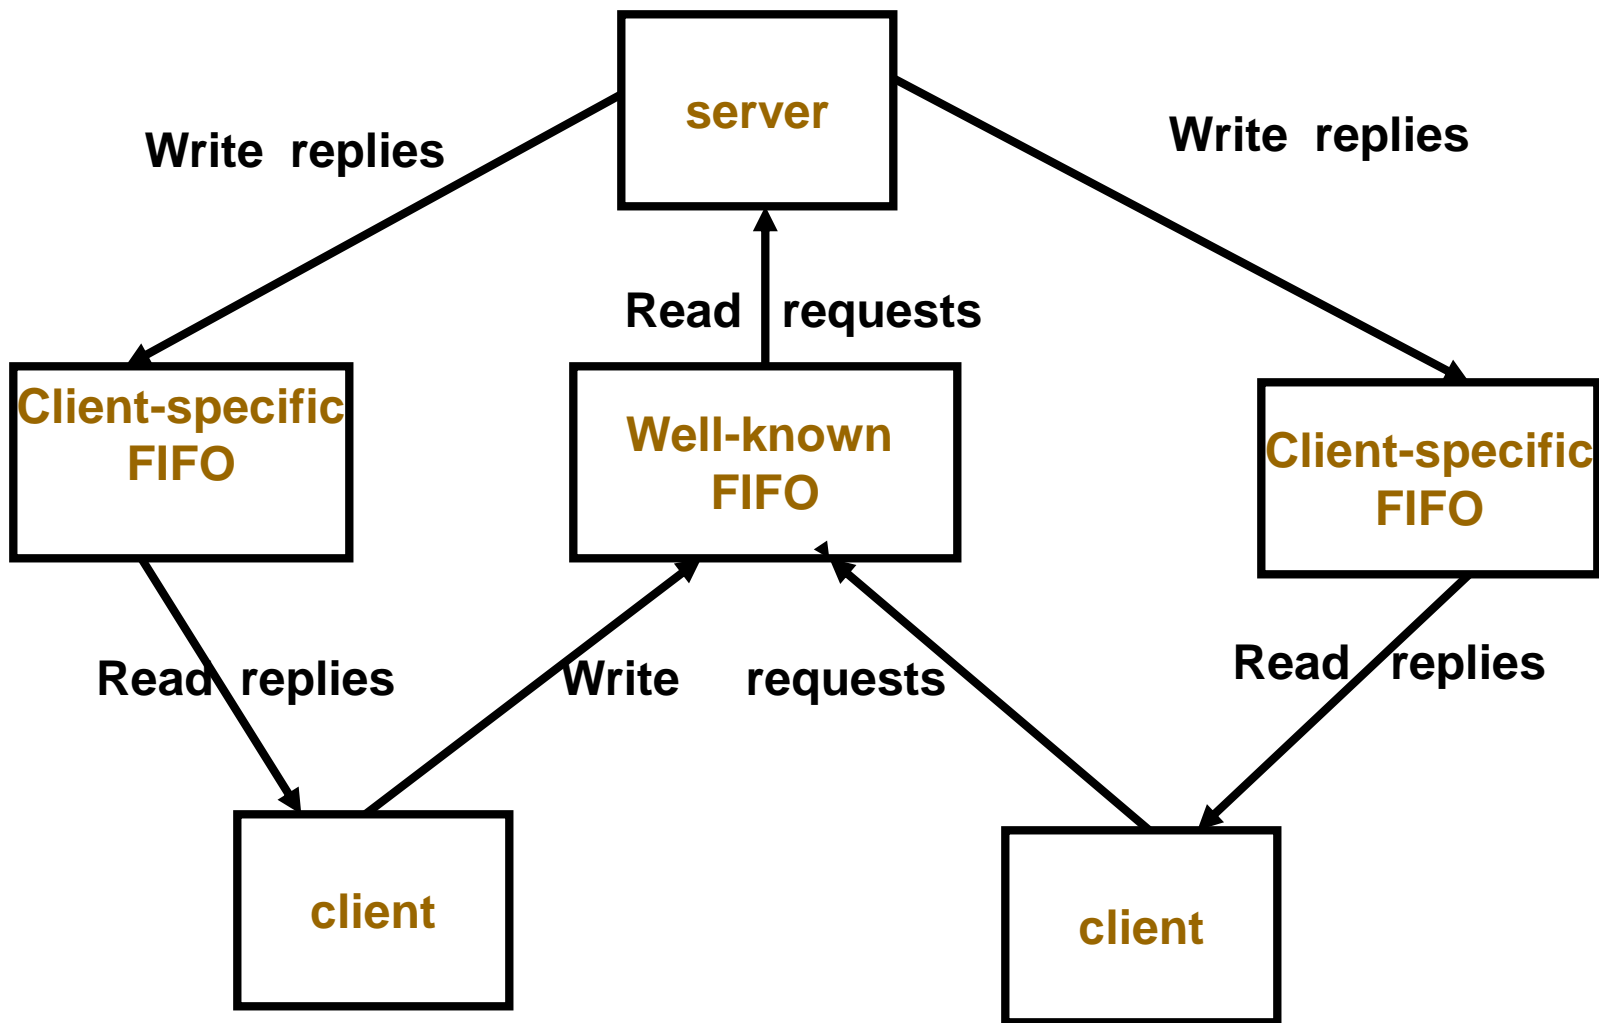 server
Write replies
Write replies
Read requests
Client-specific
FIFO
Well-known
FIFO
Client-specific
FIFO
Read replies
Write requests
Read replies
client
client